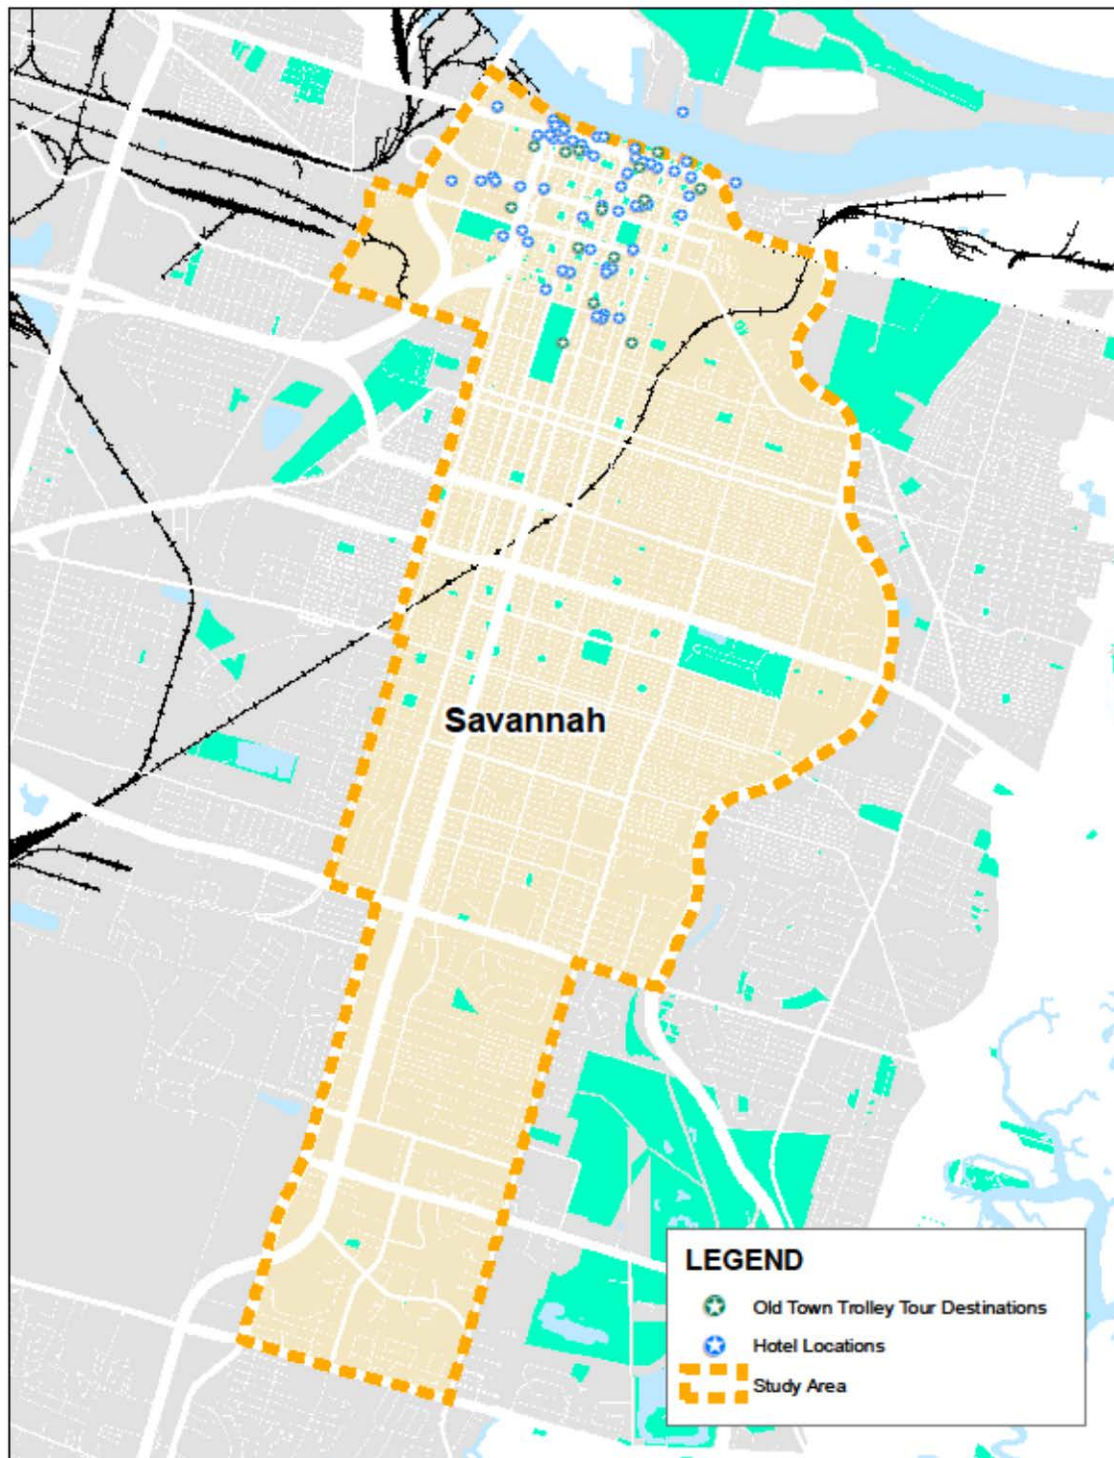 Savannah
LEGEND
Old Town Trolley Tour Destinations
Hotel Locations
Study Area